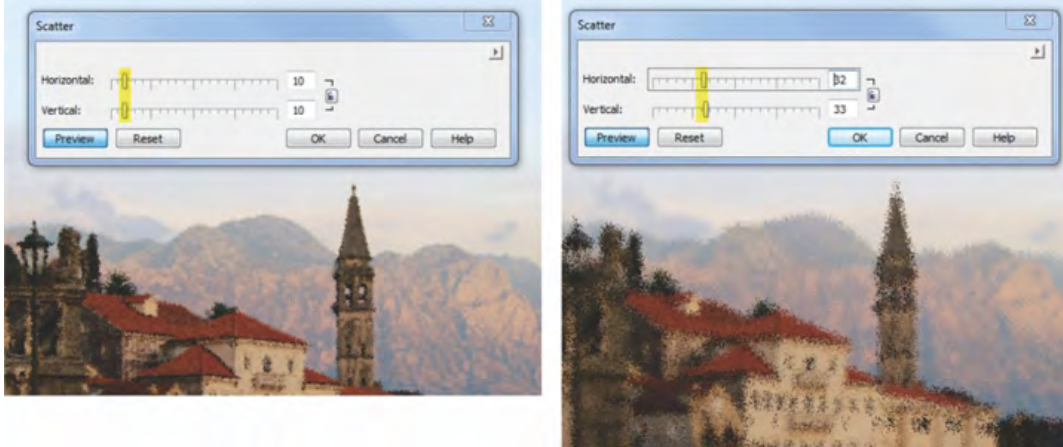 Scatter
Horizontal: 10
Vertical: 10
Preview Reset OK Cancel Help
Scatter
Horizontal: 32
Vertical: 33
Preview Reset OK Cancel Help